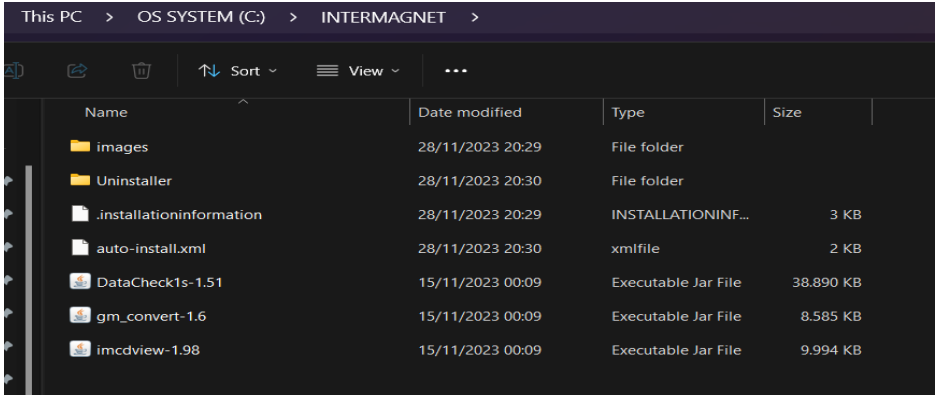 This PC > OS SYSTEM (C:) > INTERMAGNET >
A Sort View •••
Name Date modified Type Size
images 28/11/2023 20:29 File folder
Uninstaller 28/11/2023 20:30 File folder
.installationinformation 28/11/2023 20:29 INSTALLATIONINF... 3 KB
auto-install.xml 28/11/2023 20:30 xmlfile 2 KB
DataCheck1s-1.51 15/11/2023 00:09 Executable Jar File 38.890 KB
gm_convert-1.6 15/11/2023 00:09 Executable Jar File 8.585 KB
imcdview-1.98 15/11/2023 00:09 Executable Jar File 9.994 KB